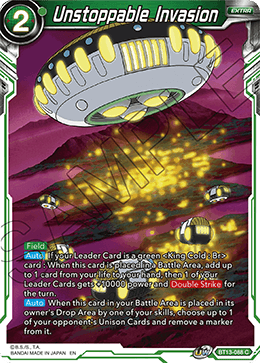 2
Unstoppable Invasion
EXTRA
SAMPLE
Field
Auto If your Leader Card is a green <King Cold : Br>
card : When this card is placed in a Battle Area, add up
to 1 card from your life to your hand, then 1 of your
Leader Cards gets +10000 power and Double Strike for
the turn.
Auto When this card in your Battle Area is placed in its
owner's Drop Area by one of your skills, choose up to 1
of your opponent's Unison Cards and remove a marker
from it.
©B.S./S., T.A.
BANDAI
MADE IN JAPAN EN
BT13-088 C